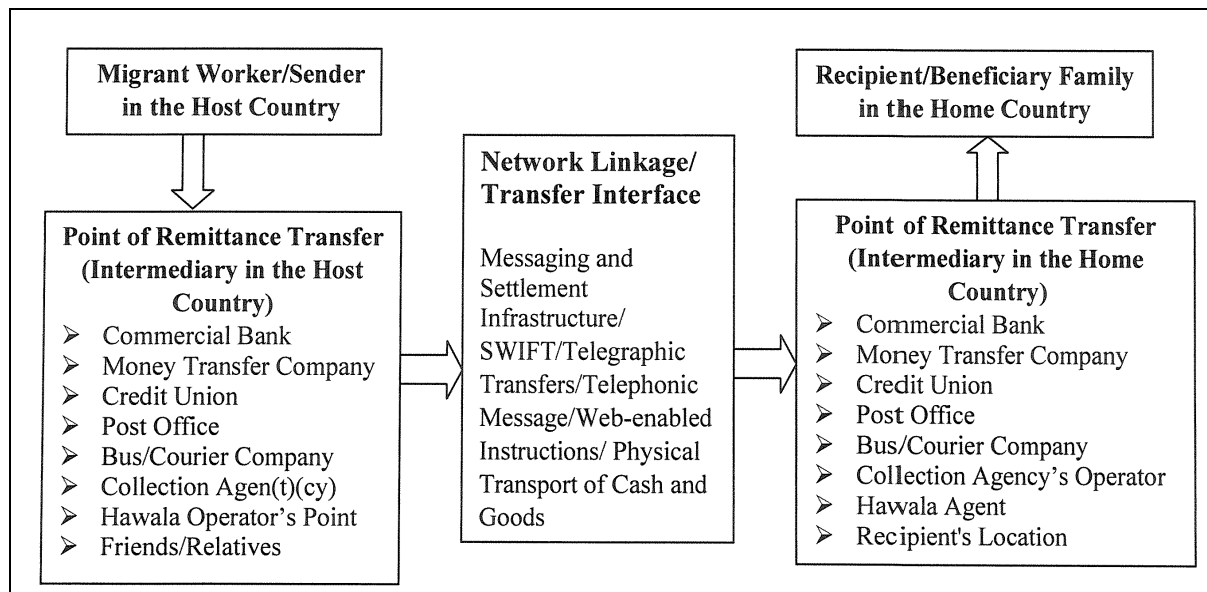 Migrant Worker/Sender
in the Host Country
Point of Remittance Transfer
(Intermediary in the Host
Country)
➢ Commercial Bank
➢ Money Transfer Company
➢ Credit Union
➢ Post Office
➢ Bus/Courier Company
➢ Collection Agen(t)(cy)
➢ Hawala Operator's Point
➢ Friends/Relatives
Network Linkage/
Transfer Interface
Messaging and
Settlement
Infrastructure/
SWIFT/Telegraphic
Transfers/Telephonic
Message/Web-enabled
Instructions/ Physical
Transport of Cash and
Goods
Recipient/Beneficiary Family
in the Home Country
Point of Remittance Transfer
(Intermediary in the Home
Country)
➢ Commercial Bank
➢ Money Transfer Company
➢ Credit Union
➢ Post Office
➢ Bus/Courier Company
➢ Collection Agency's Operator
➢ Hawala Agent
➢ Recipient's Location